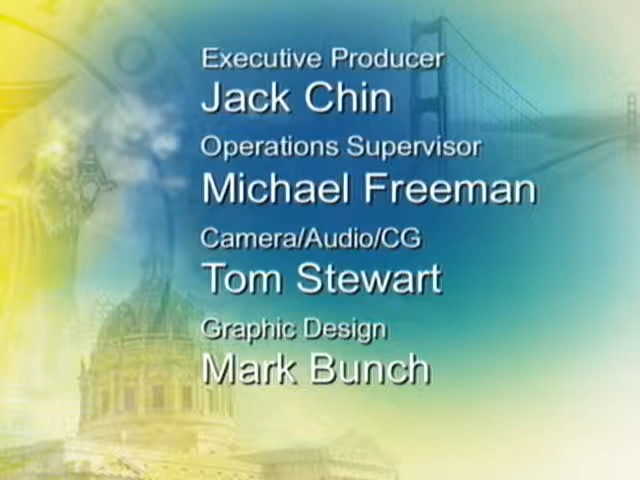 Executive Producer
Jack Chin
Operations Supervisor
Michael Freeman
Camera/Audio/CG
Tom Stewart
Graphic Design
Mark Bunch